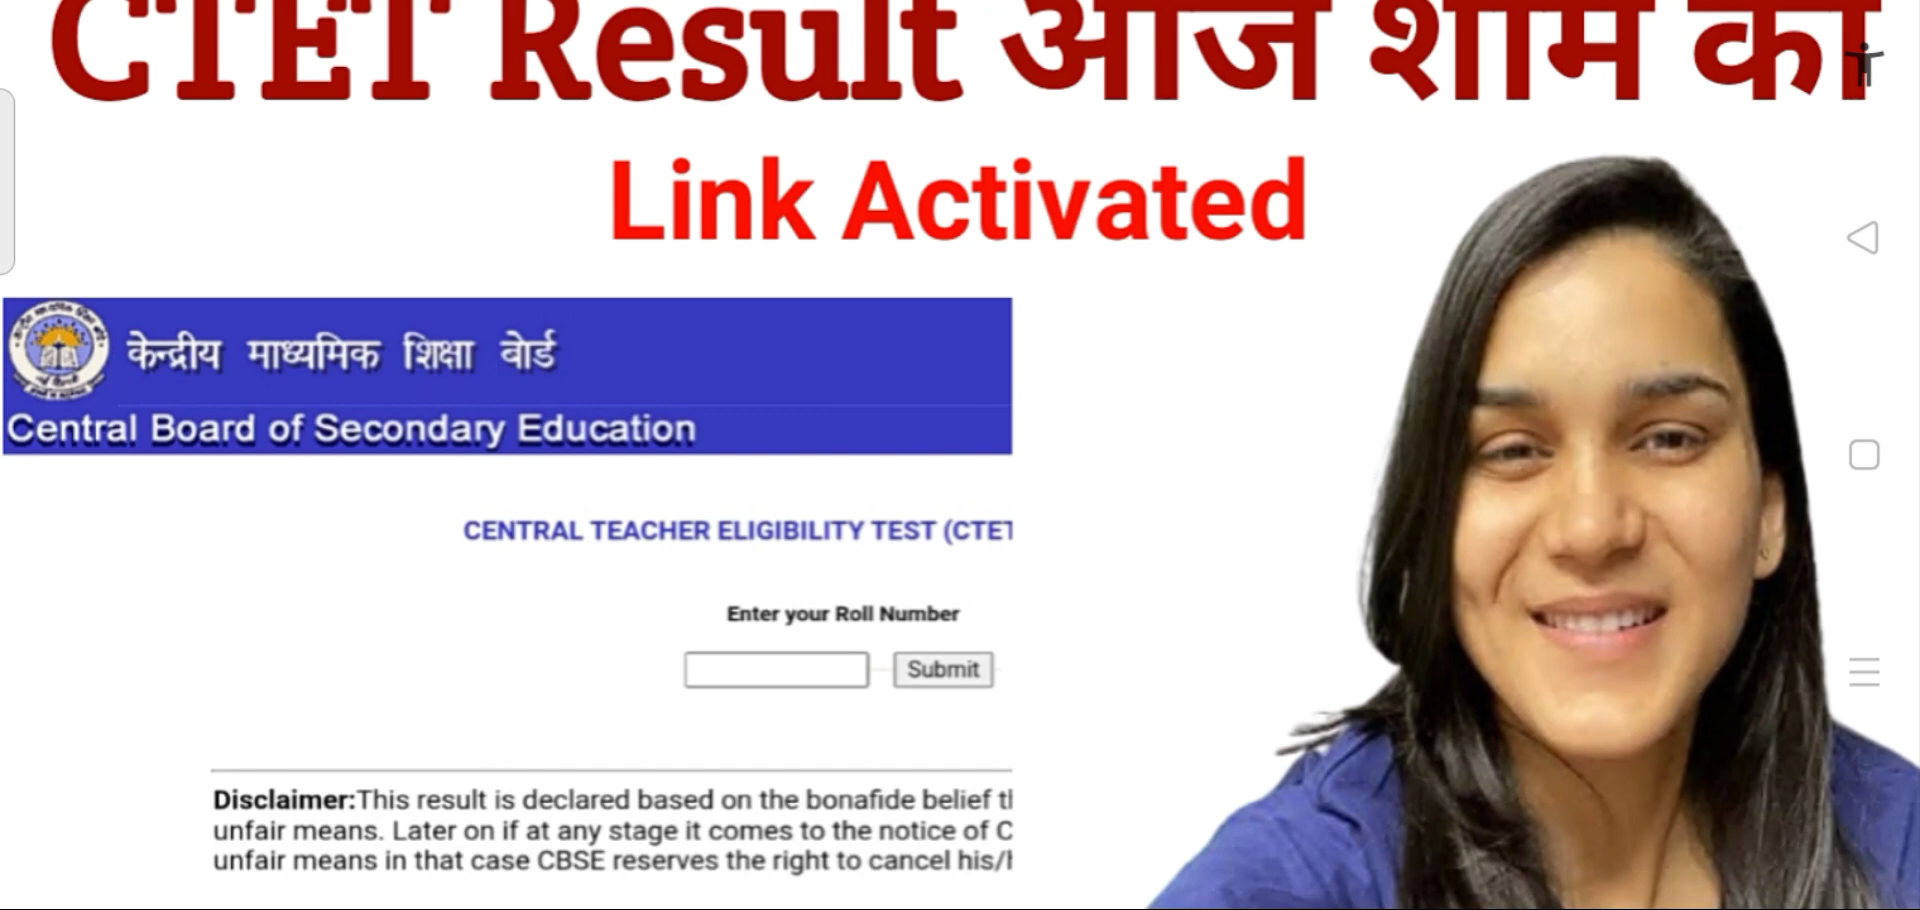 CTET Result आज शाम को
Link Activated
केन्द्रीय माध्यमिक शिक्षा बोर्ड
Central Board of Secondary Education
CENTRAL TEACHER ELIGIBILITY TEST (CTET
Enter your Roll Number
Submit
Disclaimer:This result is declared based on the bonafide belief th
unfair means. Later on if at any stage it comes to the notice of C
unfair means in that case CBSE reserves the right to cancel his/h